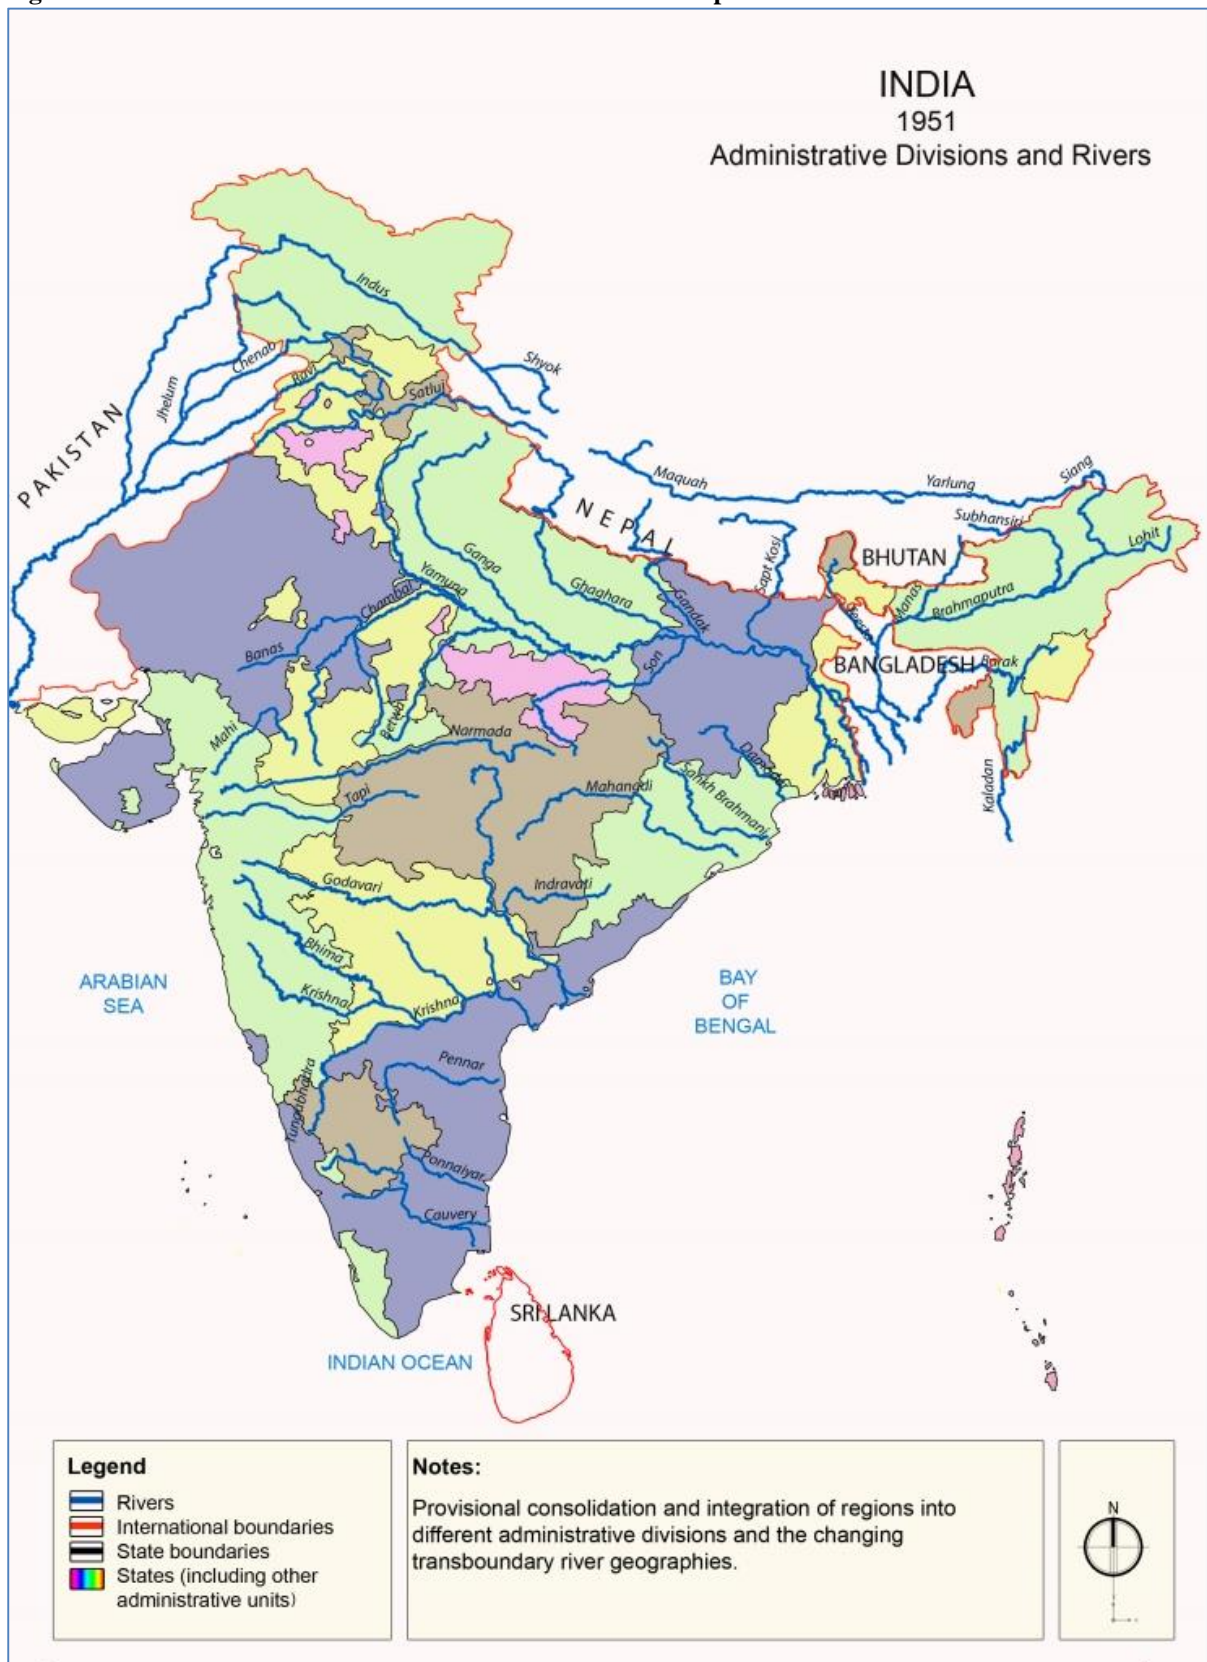 INDIA
1951
Administrative Divisions and Rivers
Indus
Shyok
Chenab
Ravi
Jhelum
Satluj
PAKISTAN
Maquah
Yarlung
Siang
NEPAL
Subhansiri
Lohit
Sapt Kosi
BHUTAN
Ganga
Yamuna
Ghaghara
Gandak
Manas
Brahmaputra
Chambal
Banas
Son
BANGLADESH
Barak
Mahi
Betwa
Narmada
Tapi
Mahanadi
Sankh Brahmani
Kaladan
Godavari
Indravati
Bhima
Krishna
Krishna
ARABIAN
SEA
BAY
OF
BENGAL
Pennar
Tungabhadra
Ponnaiyar
Cauvery
SRI LANKA
INDIAN OCEAN
Legend
Rivers
International boundaries
State boundaries
States (including other
administrative units)
Notes:
Provisional consolidation and integration of regions into
different administrative divisions and the changing
transboundary river geographies.
N